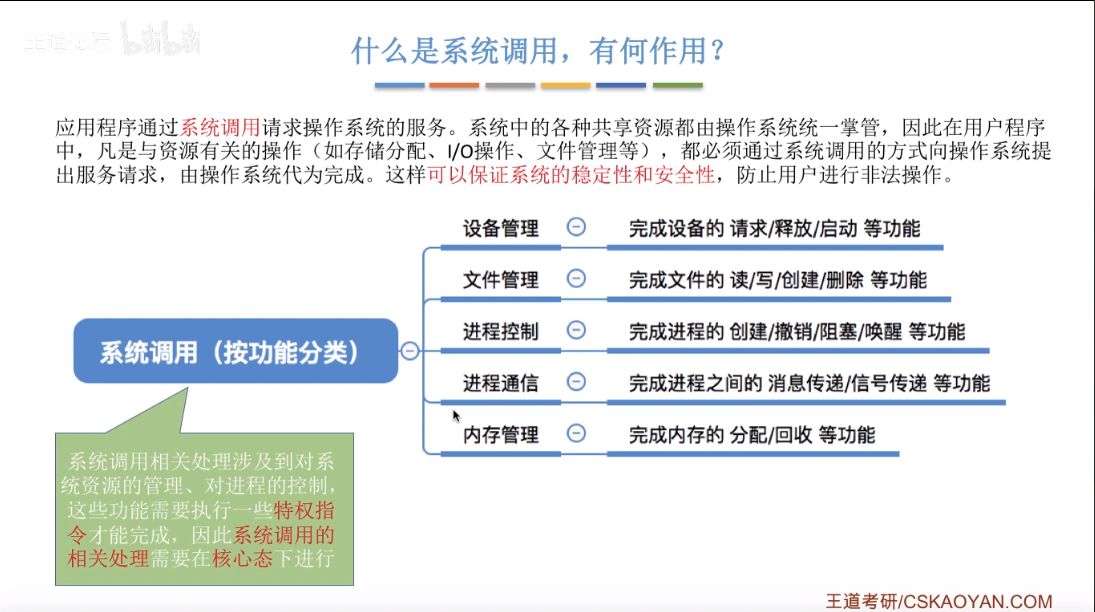 王道论坛 bilibili
什么是系统调用，有何作用？
应用程序通过系统调用请求操作系统的服务。系统中的各种共享资源都由操作系统统一掌管，因此在用户程序
中，凡是与资源有关的操作（如存储分配、I/O操作、文件管理等），都必须通过系统调用的方式向操作系统提
出服务请求，由操作系统代为完成。这样可以保证系统的稳定性和安全性，防止用户进行非法操作。
设备管理 完成设备的 请求/释放/启动 等功能
文件管理 完成文件的 读/写/创建/删除 等功能
进程控制 完成进程的 创建/撤销/阻塞/唤醒 等功能
系统调用（按功能分类）
进程通信 完成进程之间的 消息传递/信号传递 等功能
内存管理 完成内存的 分配/回收 等功能
系统调用相关处理涉及到对系
统资源的管理、对进程的控制，
这些功能需要执行一些特权指
令才能完成，因此系统调用的
相关处理需要在核心态下进行
王道考研/CSKAOYAN.COM